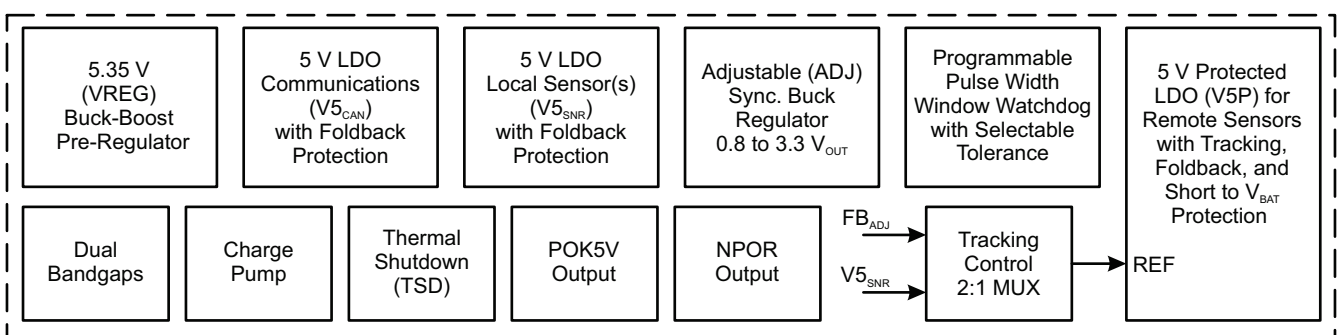 5.35 V
(VREG)
Buck-Boost
Pre-Regulator
5 V LDO
Communications
(V5CAN)
with Foldback
Protection
5 V LDO
Local Sensor(s)
(V5SNR)
with Foldback
Protection
Adjustable (ADJ)
Sync. Buck
Regulator
0.8 to 3.3 VOUT
Programmable
Pulse Width
Window Watchdog
with Selectable
Tolerance
5 V Protected
LDO (V5P) for
Remote Sensors
with Tracking,
Foldback, and
Short to VBAT
Protection
Dual
Bandgaps
Charge
Pump
Thermal
Shutdown
(TSD)
POK5V
Output
NPOR
Output
FBADJ
V5SNR
Tracking
Control
2:1 MUX
REF